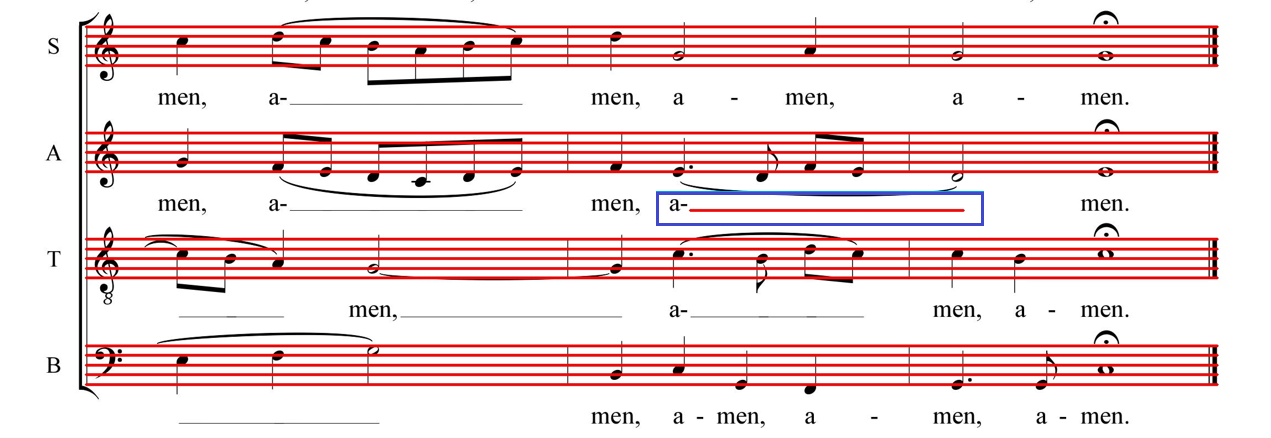 S
men, a- men, a - men, a - men.
A
men, a- men, a- men.
T
8
men, a- men, a - men.
B
men, a - men, a - men, a - men.